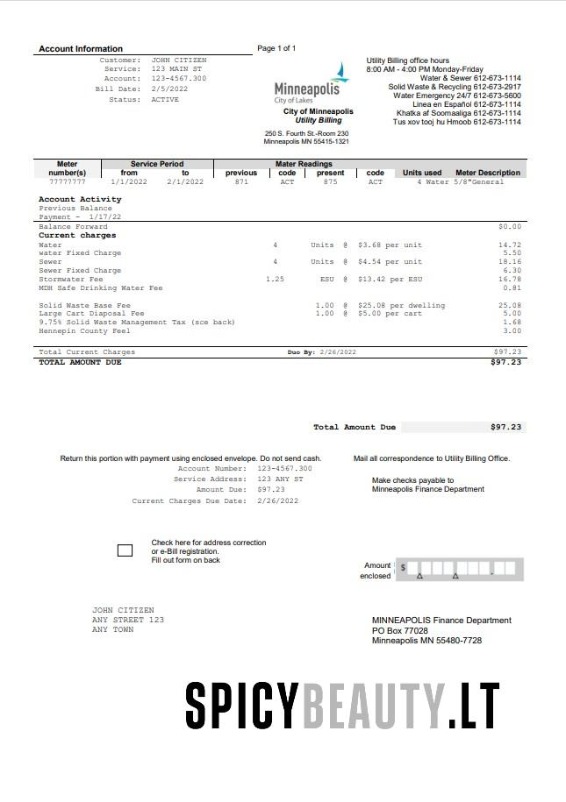 Account Information
Page 1 of 1
Customer: JOHN CITIZEN
Service: 123 MAIN ST
Account: 123-4567.300
Bill Date: 2/5/2022
Status: ACTIVE
Minneapolis
City of Lakes
City of Minneapolis
Utility Billing
250 S. Fourth St.-Room 230
Minneapolis MN 55415-1321
Utility Billing office hours
8:00 AM - 4:00 PM Monday-Friday
Water & Sewer 612-673-1114
Solid Waste & Recycling 612-673-2917
Water Emergency 24/7 612-673-5600
Linea en Español 612-673-1114
Khatka af Soomaaliga 612-673-1114
Tus xov tooj hu Hmoob 612-673-1114
Meter Service Period Mater Readings
number(s) from to previous code present code Units used Meter Description
77777777 1/1/2022 2/1/2022 871 ACT 875 ACT 4 Water 5/8"General
Account Activity
Previous Balance
Payment - 1/17/22
Balance Forward $0.00
Current charges
Water 4 Units @ $3.68 per unit 14.72
water Fixed Charge 5.50
Sewer 4 Units @ $4.54 per unit 18.16
Sewer Fixed Charge 6.30
Stormwater Fee 1.25 ESU @ $13.42 per ESU 16.78
MDH Safe Drinking Water Fee 0.81
Solid Waste Base Fee 1.00 @ $25.08 per dwelling 25.08
Large Cart Disposal Fee 1.00 @ $5.00 per cart 5.00
9.75% Solid Waste Management Tax (scm back) 1.68
Hennepin County Feel 3.00
Total Current Charges Duo By: 2/26/2022 $97.23
TOTAL AMOUNT DUE $97.23
Total Amount Due $97.23
Return this portion with payment using enclosed envelope. Do not send cash.
Mail all correspondence to Utility Billing Office.
Account Number: 123-4567.300
Service Address: 123 ANY ST
Amount Due: $97.23
Current Charges Due Date: 2/26/2022
Make checks payable to
Minneapolis Finance Department
Check here for address correction
or e-Bill registration.
Fill out form on back
Amount
enclosed
$
JOHN CITIZEN
ANY STREET 123
ANY TOWN
MINNEAPOLIS Finance Department
PO Box 77028
Minneapolis MN 55480-7728
SPICYBEAUTY.LT